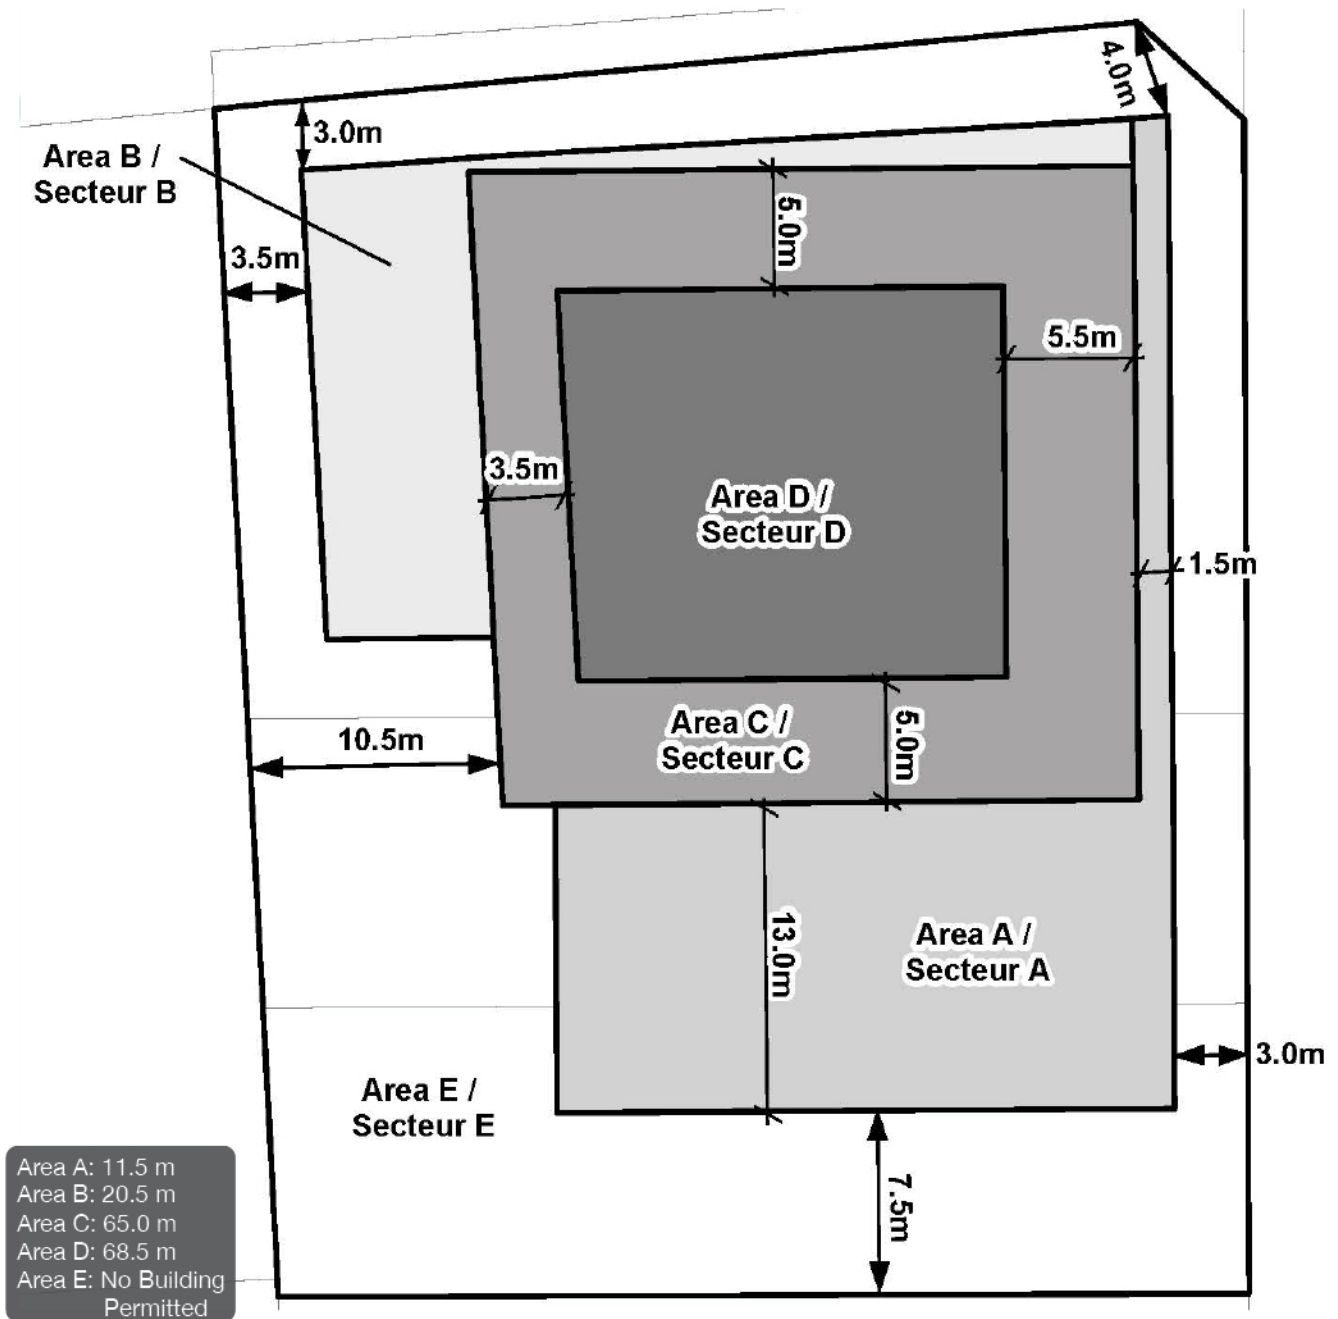 4.0m
3.0m
Area B /
Secteur B
5.0m
3.5m
5.5m
3.5m
Area D /
Secteur D
1.5m
Area C /
Secteur C
5.0m
10.5m
13.0m
Area A /
Secteur A
3.0m
Area E /
Secteur E
7.5m
Area A: 11.5 m
Area B: 20.5 m
Area C: 65.0 m
Area D: 68.5 m
Area E: No Building
Permitted